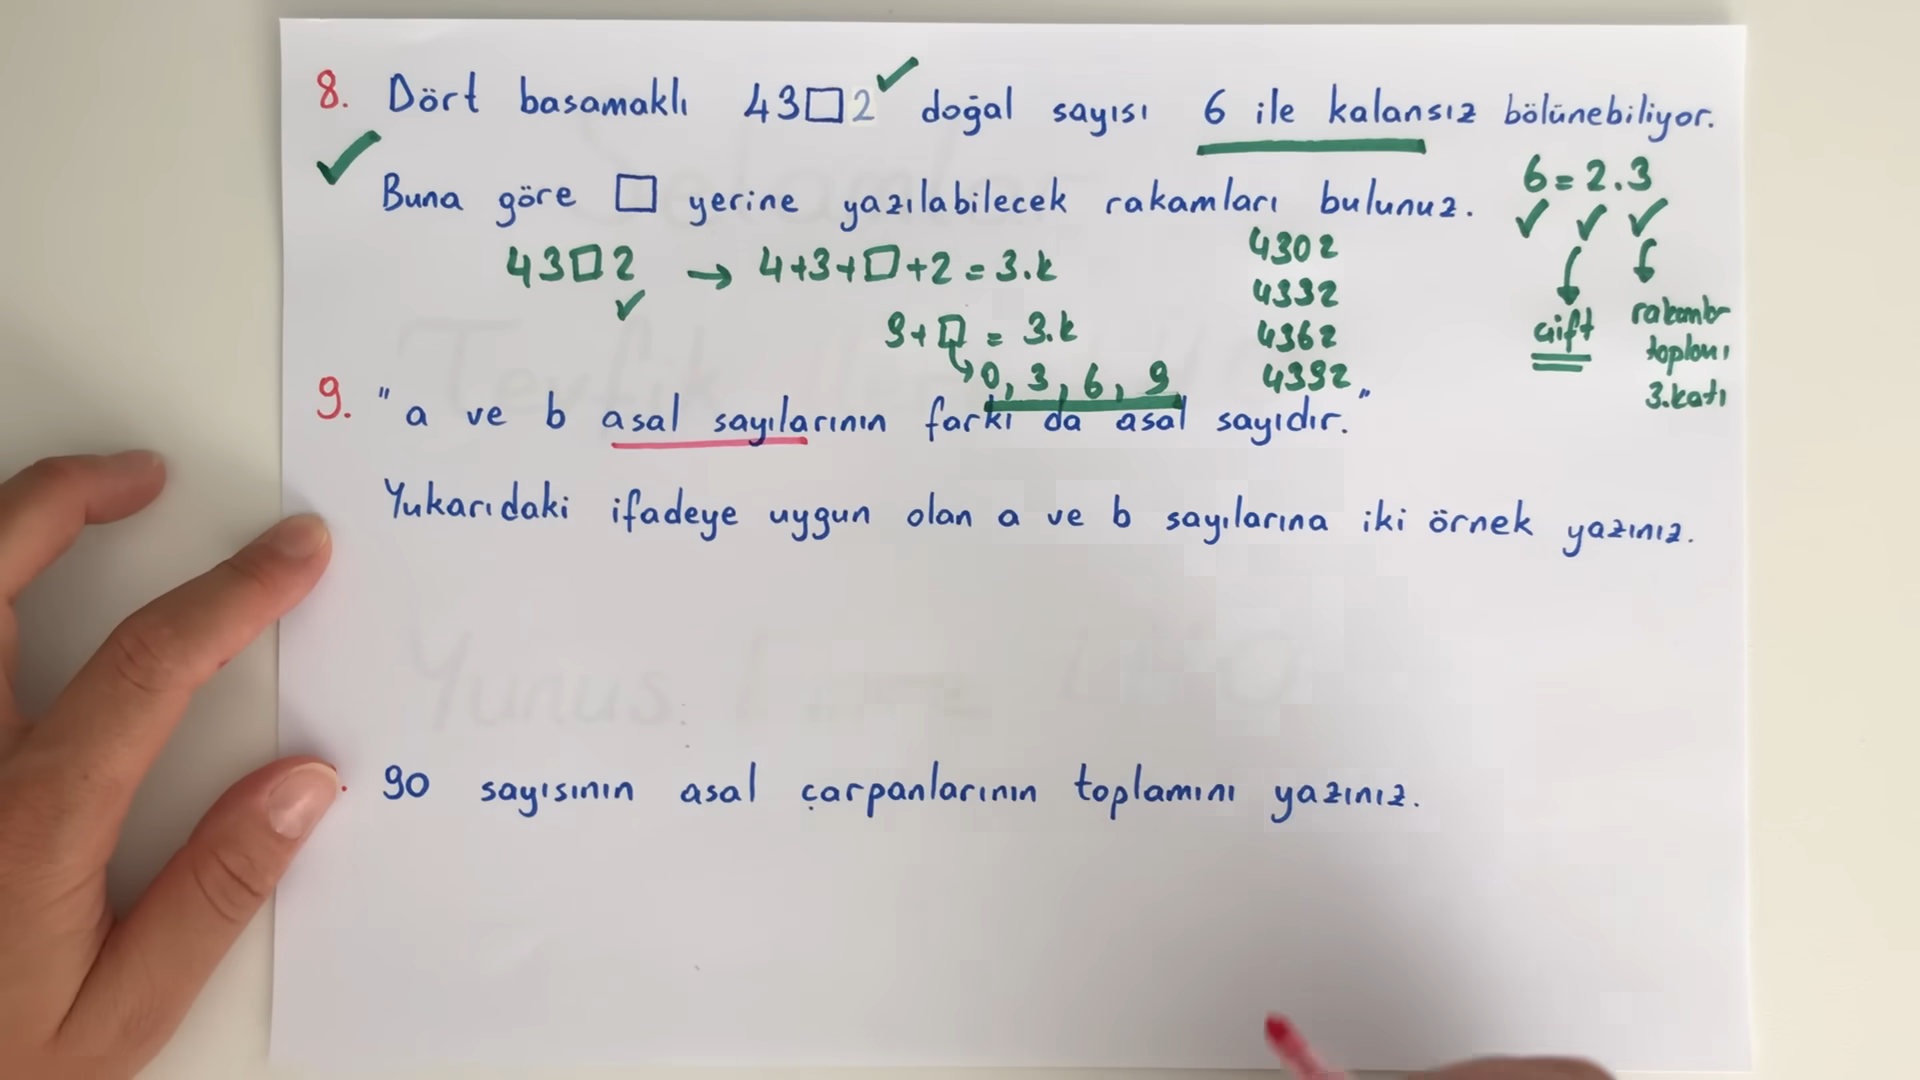 8. Dört basamaklı 43□2 ✓ doğal sayısı 6 ile kalansız bölünebiliyor.
✓ Buna göre □ yerine yazılabilecek rakamları bulunuz.
6=2.3
✓ ✓ ✓
çift
rakamlar
toplamı
3.katı
43□2 → 4+3+□+2=3.k
✓
9+□ = 3.k
0, 3, 6, 9
4302
4332
4362
4392
9. "a ve b asal sayılarının farkı da asal sayıdır."
Yukarıdaki ifadeye uygun olan a ve b sayılarına iki örnek yazınız.
90 sayısının asal çarpanlarının toplamını yazınız.